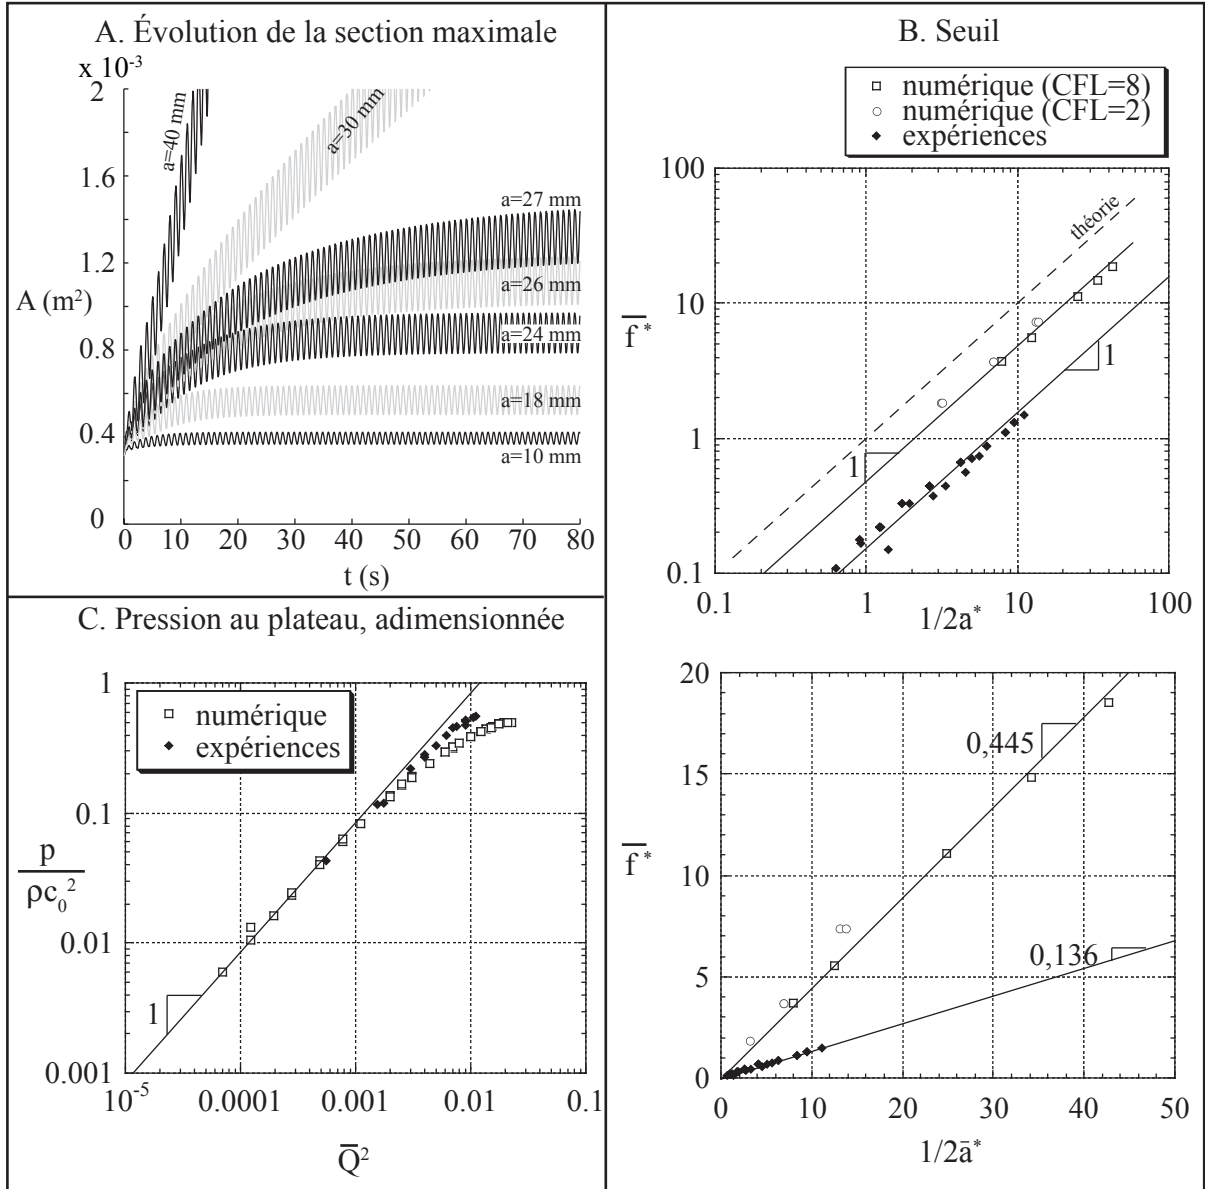 A. Évolution de la section maximale
x 10-3
2
1.6
1.2
A (m2)
0.8
0.4
0
a=40 mm
a=30 mm
a=27 mm
a=26 mm
a=24 mm
a=18 mm
a=10 mm
0 10 20 30 40 50 60 70 80
t (s)
B. Seuil
numérique (CFL=8)
numérique (CFL=2)
expériences
100
10
f*
1
0.1
théorie
1
1
0.1 1 10 100
1/2a*
20
15
10
f*
5
0
0,445
0,136
0 10 20 30 40 50
1/2a*
C. Pression au plateau, adimensionnée
numérique
expériences
1
0.1
p
ρc02
0.01
0.001
1
10-5 0.0001 0.001 0.01 0.1
Q2